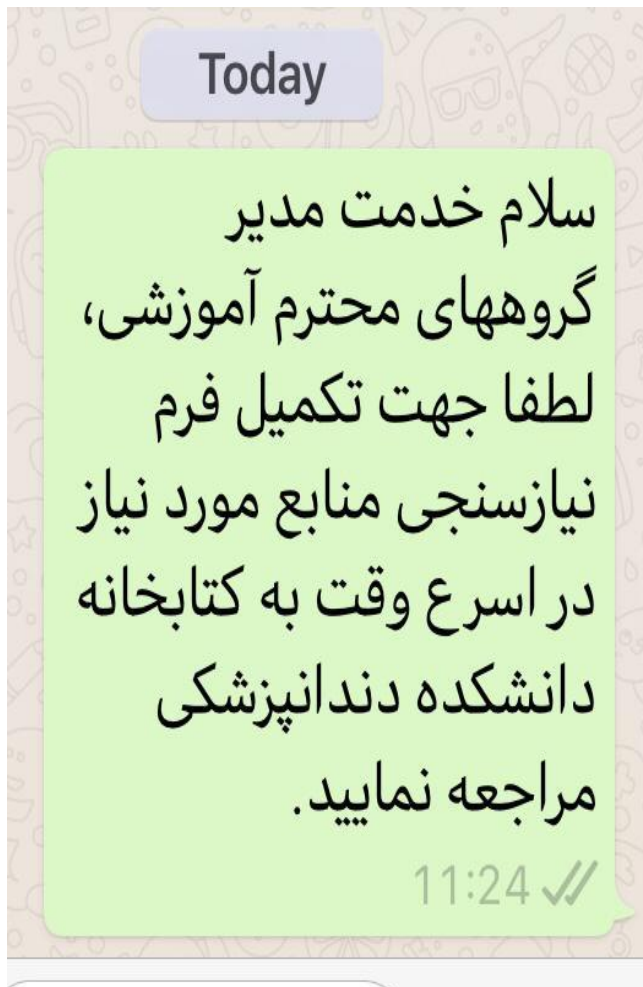 Today
سلام خدمت مدیر
گروههای محترم آموزشی،
لطفا جهت تکمیل فرم
نیازسنجی منابع مورد نیاز
در اسرع وقت به کتابخانه
دانشکده دندانپزشکی
مراجعه نمایید.
11:24